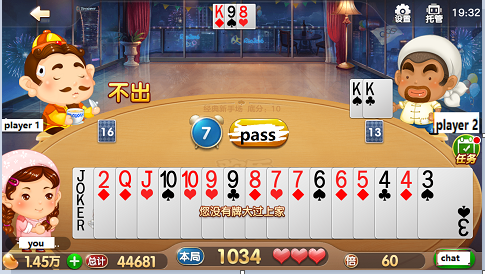 K 9 8
设置
托管
19:32
不出
K K
player 1
player 2
16
7
pass
13
任务
JOKER 2 Q J 10 10 9 9 8 7 7 6 6 5 4 4 3
3
您没有牌大过上家
you
1.45万
总计
44681
本局
1034
倍
60
chat